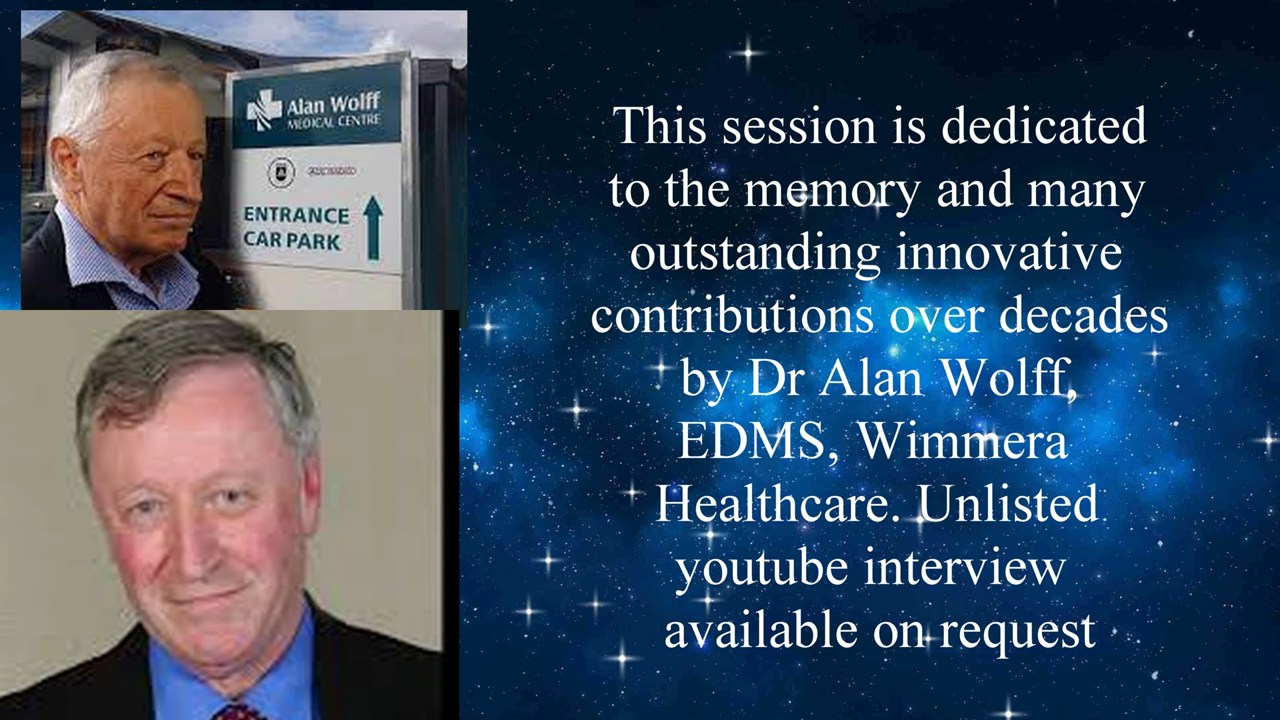 Alan Wolff
MEDICAL CENTRE
ENTRANCE
CAR PARK
This session is dedicated
to the memory and many
outstanding innovative
contributions over decades
by Dr Alan Wolff,
EDMS, Wimmera
Healthcare. Unlisted
youtube interview
available on request